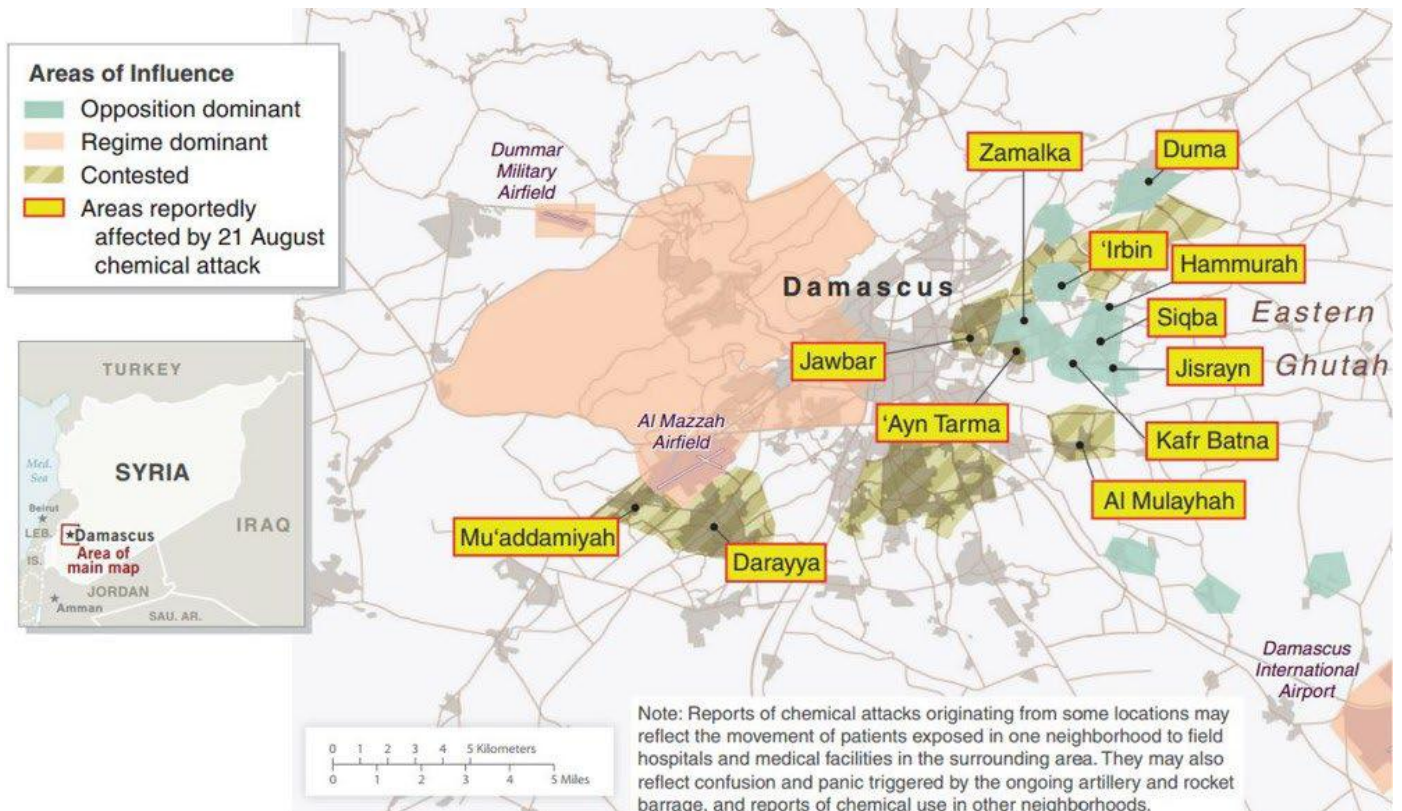 Areas of Influence
Opposition dominant
Regime dominant
Contested
Areas reportedly
affected by 21 August
chemical attack
TURKEY
Med.
Sea
SYRIA
Beirut
LEB.
Damascus
IRAQ
Area of
main map
IS.
JORDAN
Amman
SAU. AR.
Dummar
Military
Airfield
Zamalka
Duma
‘Irbin
Hammurah
Damascus
Siqba
Eastern
Ghutah
Jawbar
Jisrayn
Al Mazzah
Airfield
‘Ayn Tarma
Kafr Batna
Al Mulayhah
Mu‘addamiyah
Darayya
Damascus
International
Airport
0 1 2 3 4 5 Kilometers
0 1 2 3 4 5 Miles
Note: Reports of chemical attacks originating from some locations may
reflect the movement of patients exposed in one neighborhood to field
hospitals and medical facilities in the surrounding area. They may also
reflect confusion and panic triggered by the ongoing artillery and rocket
barrage, and reports of chemical use in other neighborhoods.